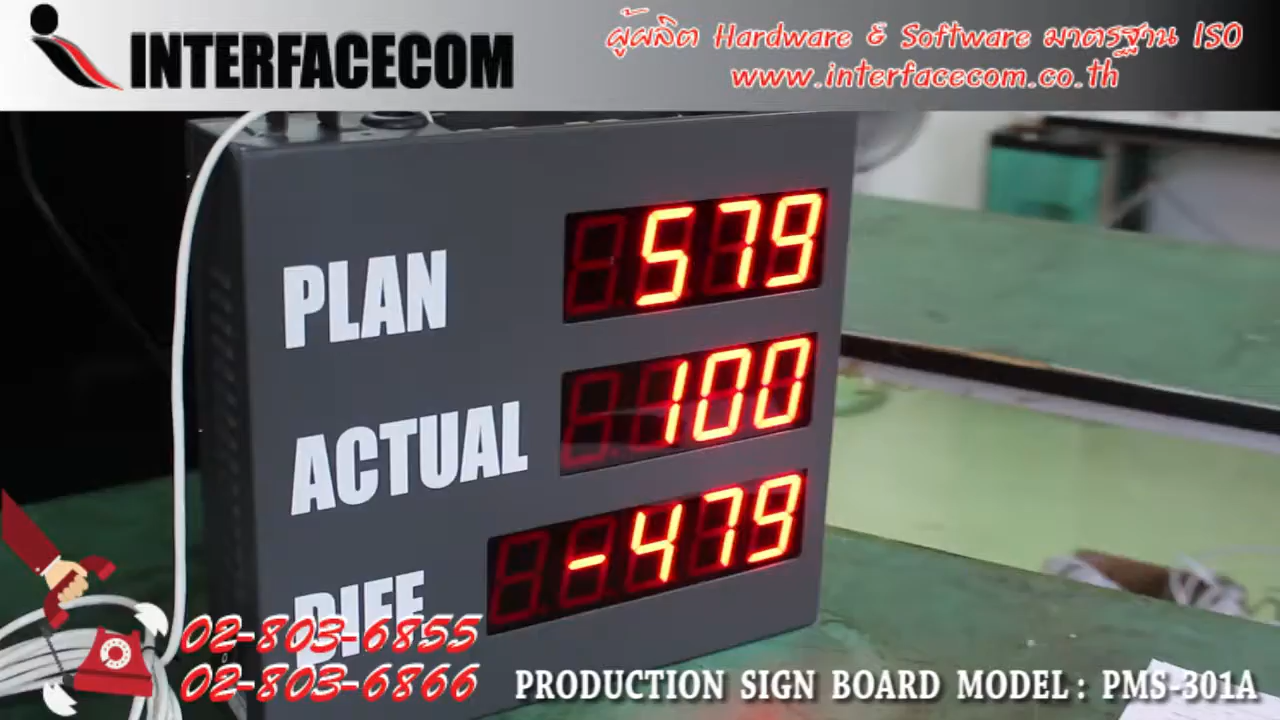 INTERFACECOM
ผู้ผลิต Hardware & Software มาตรฐาน ISO
www.interfacecom.co.th
PLAN 579
ACTUAL 100
DIFF -479
02-803-6855
02-803-6866
PRODUCTION SIGN BOARD MODEL : PMS-301A